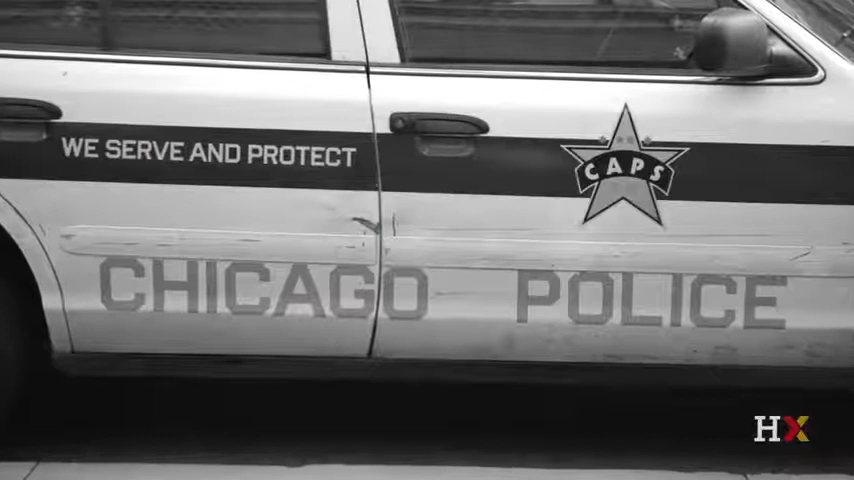 WE SERVE AND PROTECT
CAPS
CHICAGO POLICE
HX